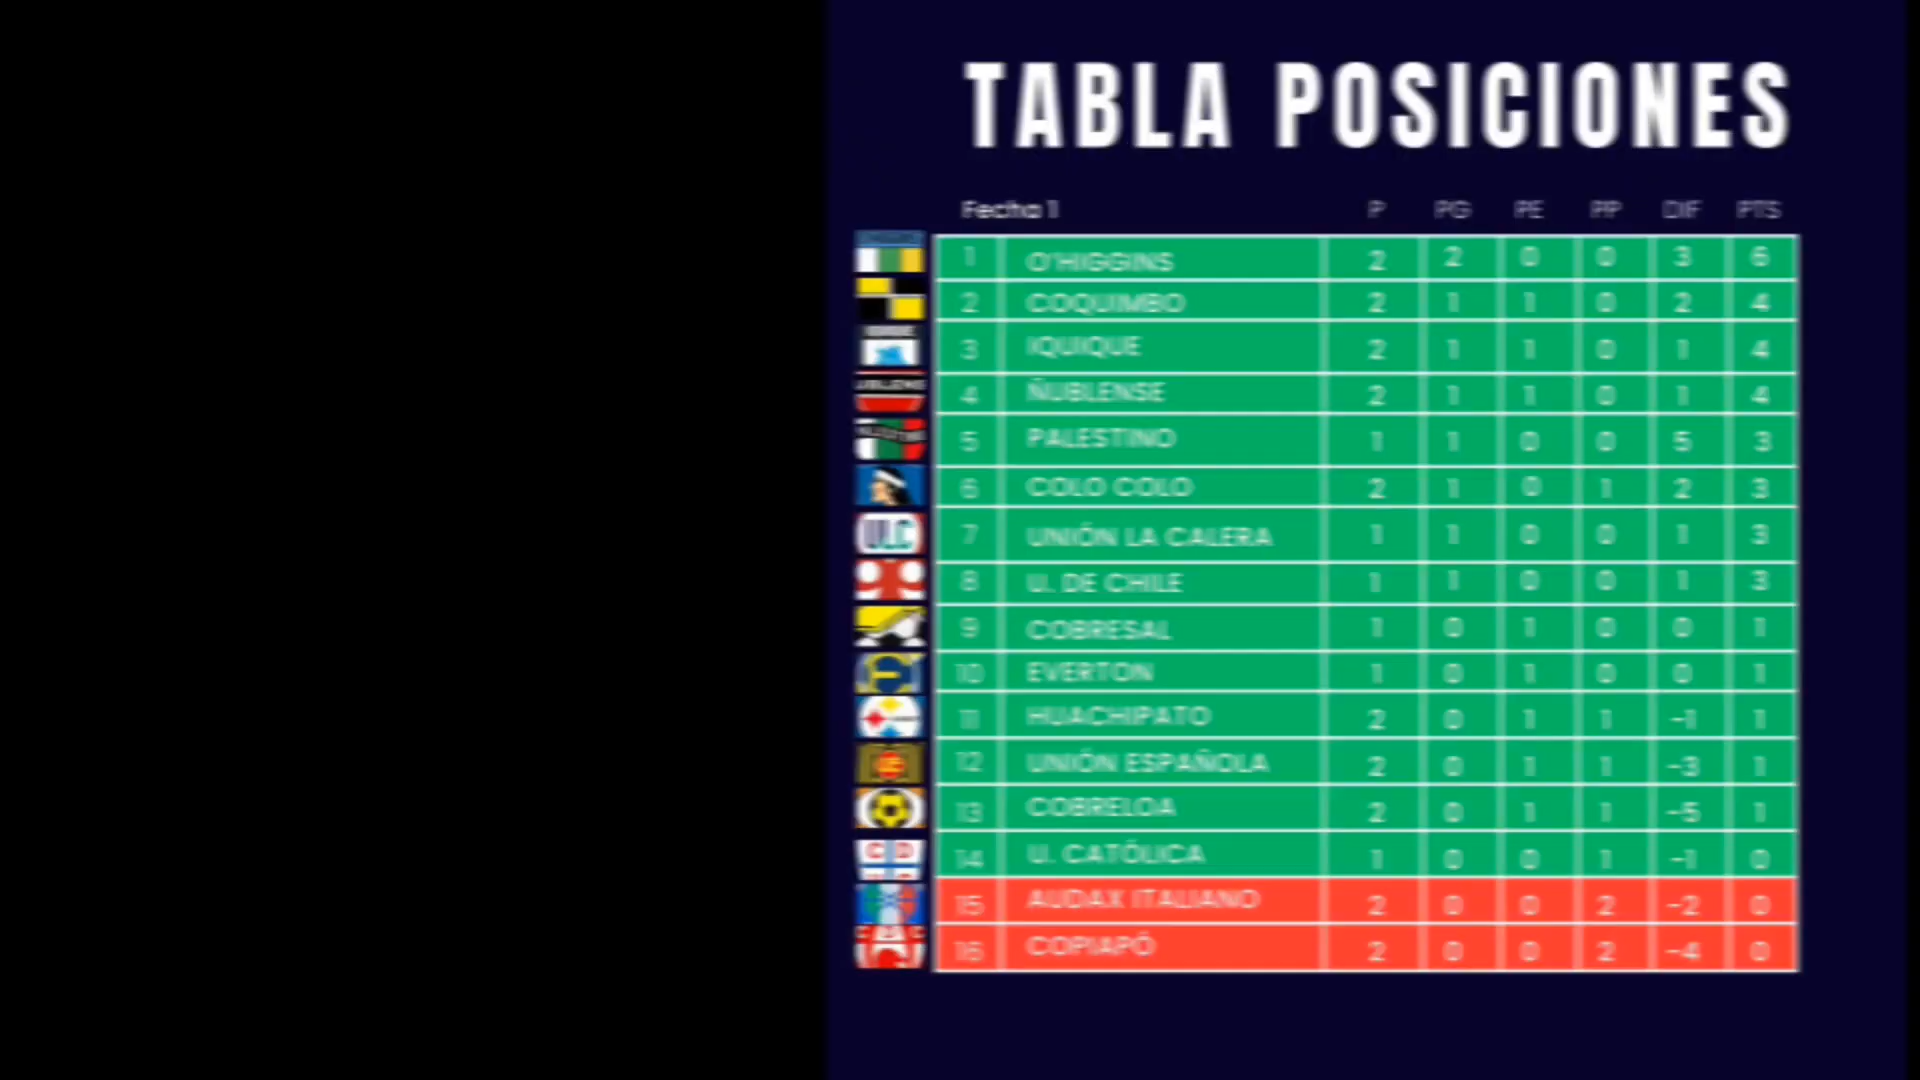 TABLA POSICIONES
Fecha 1 P PG PE PP DIF PTS
1 O'HIGGINS 2 2 0 0 3 6
2 COQUIMBO 2 1 1 0 2 4
3 IQUIQUE 2 1 1 0 1 4
4 ÑUBLENSE 2 1 1 0 1 4
5 PALESTINO 1 1 0 0 5 3
6 COLO COLO 2 1 0 1 2 3
7 UNIÓN LA CALERA 1 1 0 0 1 3
8 U. DE CHILE 1 1 0 0 1 3
9 COBRESAL 1 0 1 0 0 1
10 EVERTON 1 0 1 0 0 1
11 HUACHIPATO 2 0 1 1 -1 1
12 UNIÓN ESPAÑOLA 2 0 1 1 -3 1
13 COBRELOA 2 0 1 1 -5 1
14 U. CATÓLICA 1 0 0 1 -1 0
15 AUDAX ITALIANO 2 0 0 2 -2 0
16 COPIAPÓ 2 0 0 2 -4 0